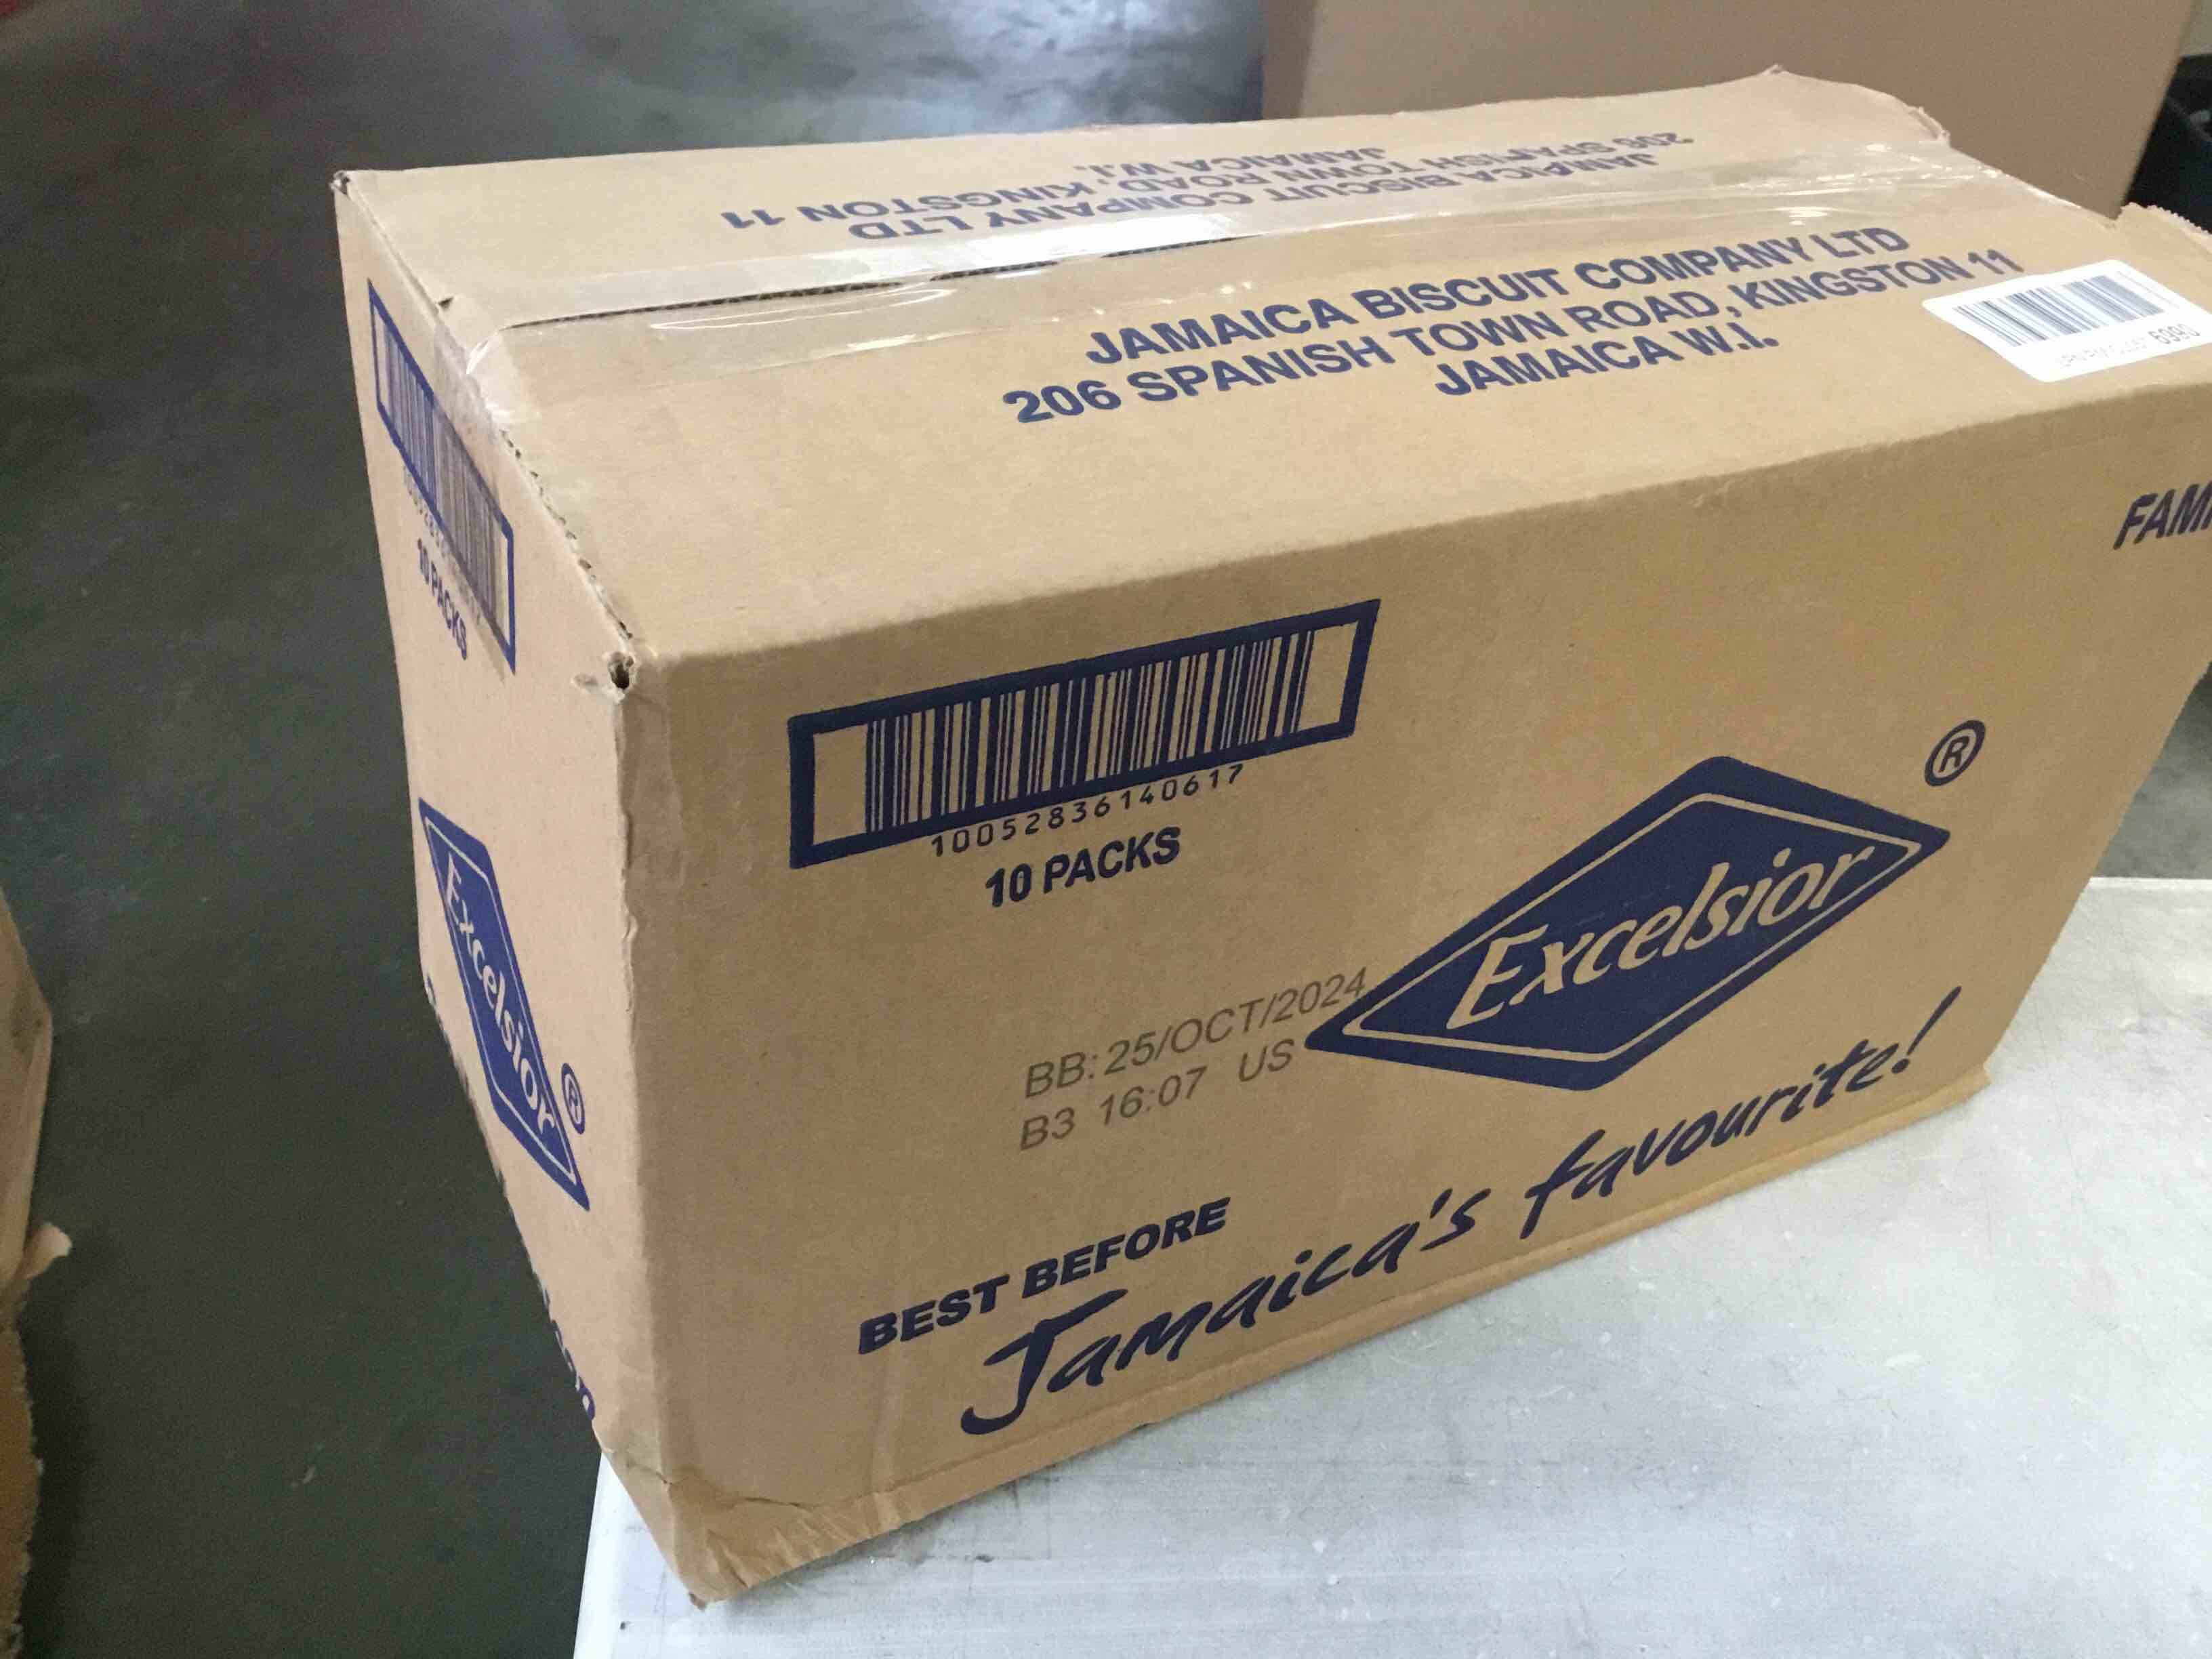 JAMAICA BISCUIT COMPANY LTD
206 SPANISH TOWN ROAD, KINGSTON 11
JAMAICA W.I.
JAMAICA BISCUIT COMPANY LTD
206 SPANISH TOWN ROAD, KINGSTON 11
JAMAICA W.I.
10 PACKS
Excelsior
®
10052836140617
10 PACKS
BB: 25/OCT/2024
B3 16:07 US
BEST BEFORE
Excelsior
®
Jamaica's favourite!